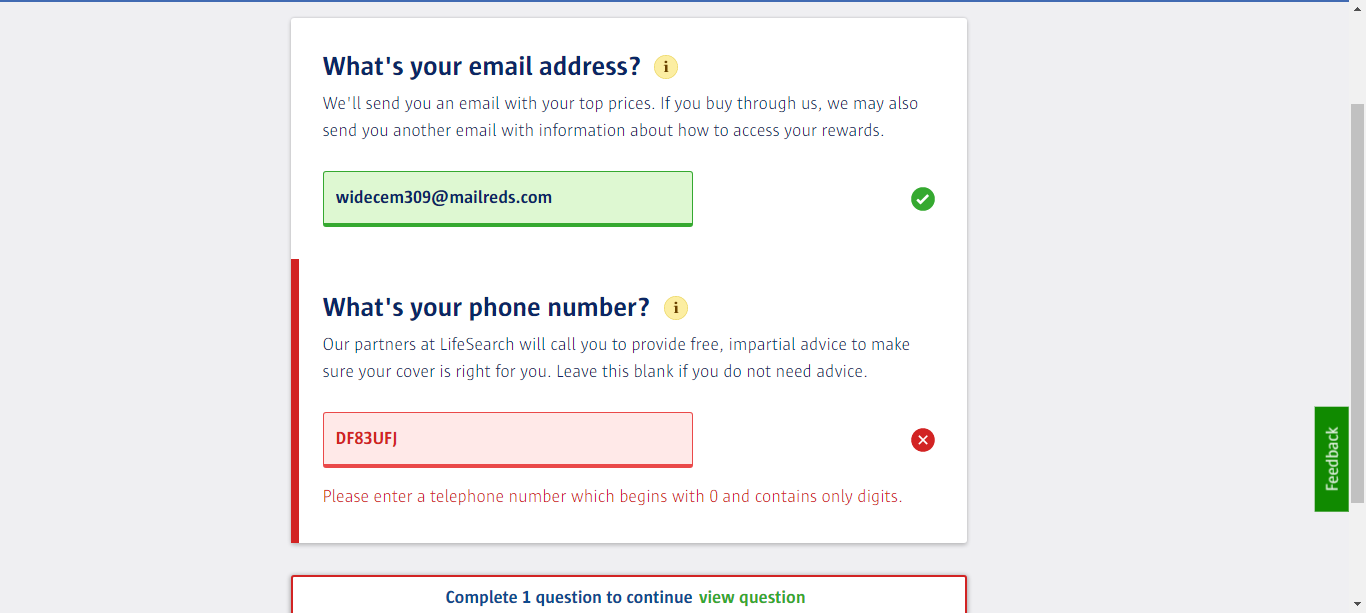 What's your email address? i
We'll send you an email with your top prices. If you buy through us, we may also
send you another email with information about how to access your rewards.
widecem309@mailreds.com
What's your phone number? i
Our partners at LifeSearch will call you to provide free, impartial advice to make
sure your cover is right for you. Leave this blank if you do not need advice.
DF83UFJ
Please enter a telephone number which begins with 0 and contains only digits.
Feedback
Complete 1 question to continue view question